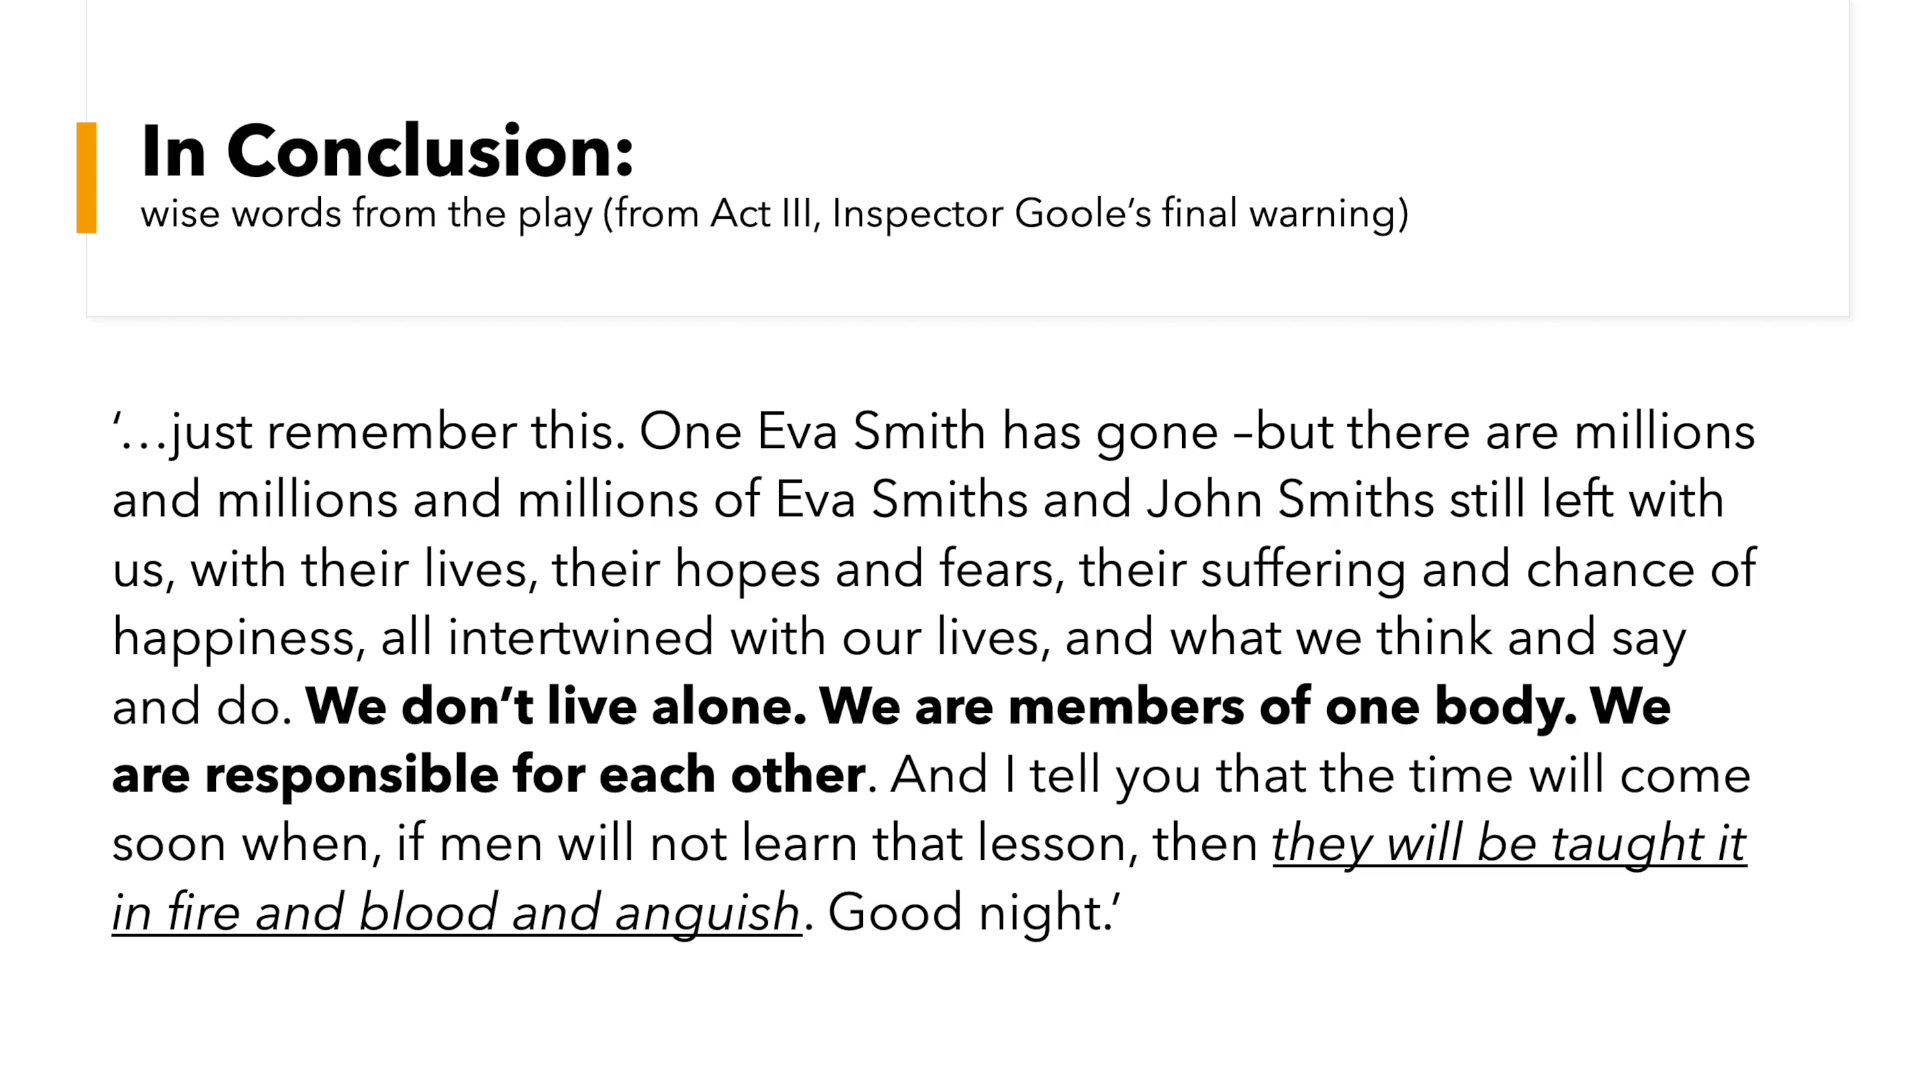 In Conclusion:
wise words from the play (from Act III, Inspector Goole’s final warning)
‘…just remember this. One Eva Smith has gone –but there are millions
and millions and millions of Eva Smiths and John Smiths still left with
us, with their lives, their hopes and fears, their suffering and chance of
happiness, all intertwined with our lives, and what we think and say
and do. We don’t live alone. We are members of one body. We
are responsible for each other. And I tell you that the time will come
soon when, if men will not learn that lesson, then they will be taught it
in fire and blood and anguish. Good night.’